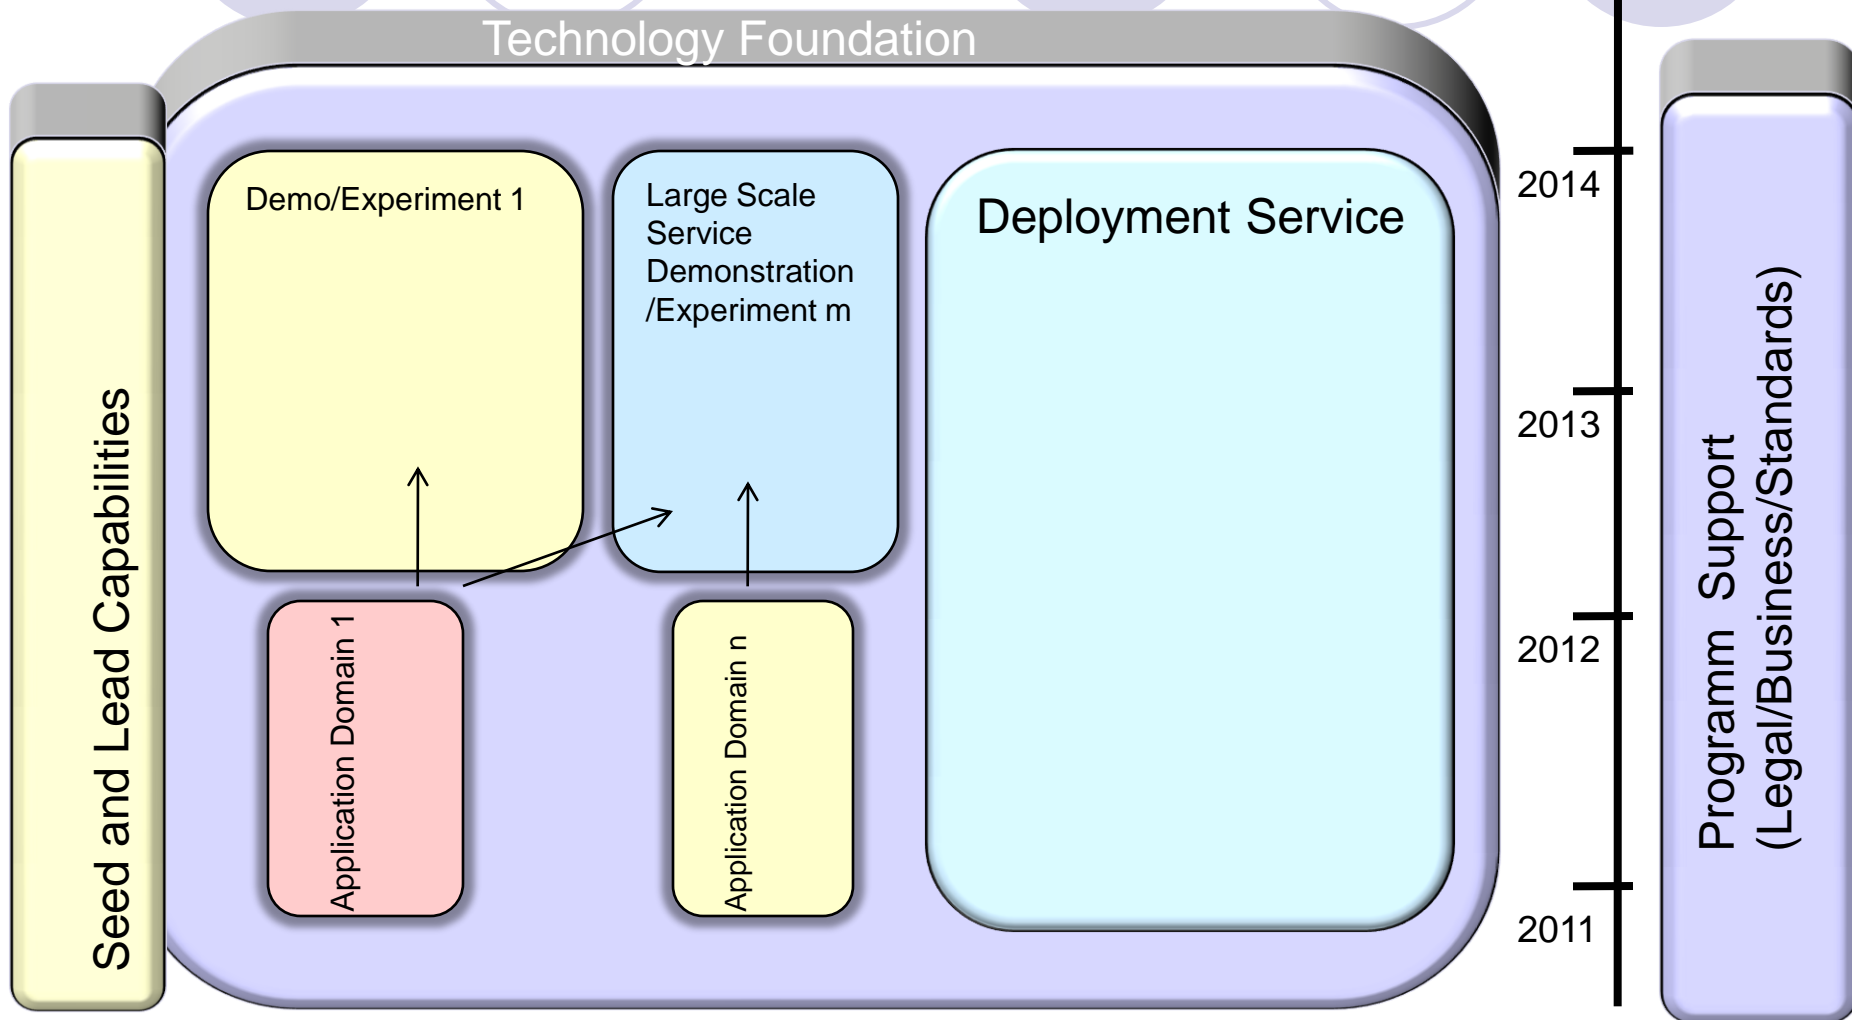 Technology Foundation
Seed and Lead Capabilities
Demo/Experiment 1
Large Scale
Service
Demonstration
/Experiment m
Deployment Service
Application Domain 1
Application Domain n
2014
2013
2012
2011
Programm Support
(Legal/Business/Standards)